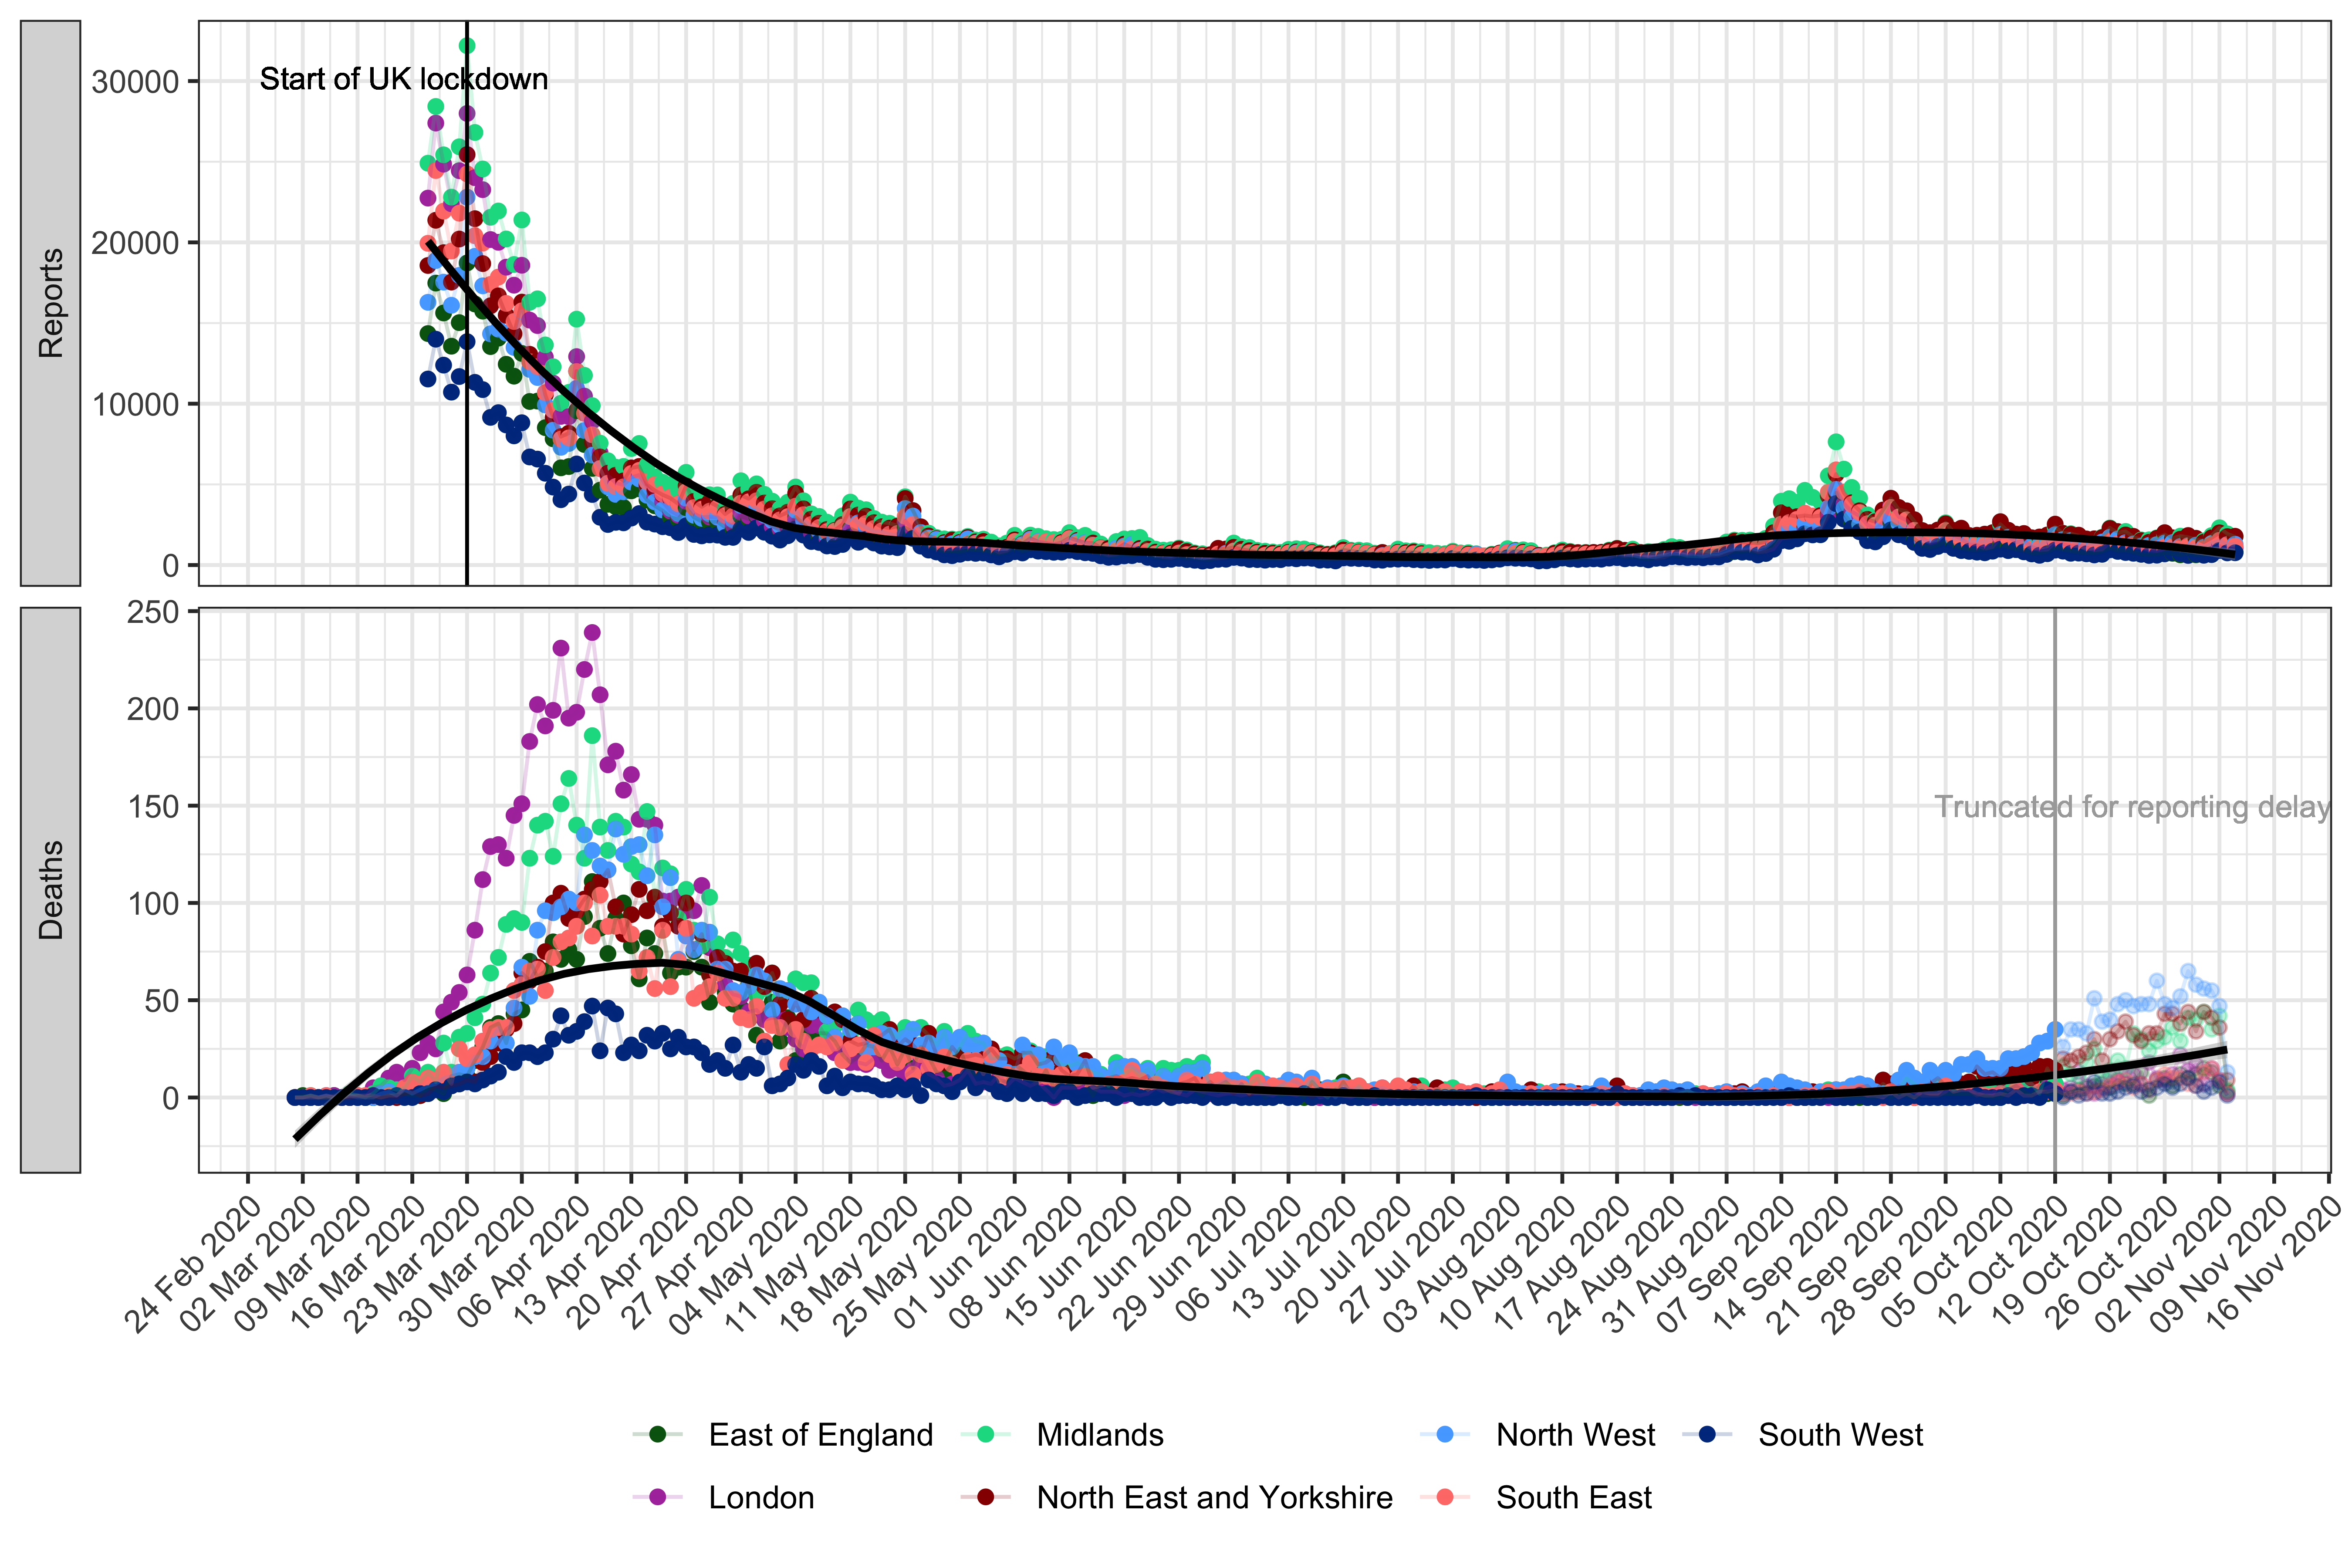 Reports
30000
20000
10000
0
Start of UK lockdown
Deaths
250
200
150
100
50
0
Truncated for reporting delay
24 Feb 2020
02 Mar 2020
09 Mar 2020
16 Mar 2020
23 Mar 2020
30 Mar 2020
06 Apr 2020
13 Apr 2020
20 Apr 2020
27 Apr 2020
04 May 2020
11 May 2020
18 May 2020
25 May 2020
01 Jun 2020
08 Jun 2020
15 Jun 2020
22 Jun 2020
29 Jun 2020
06 Jul 2020
13 Jul 2020
20 Jul 2020
27 Jul 2020
03 Aug 2020
10 Aug 2020
17 Aug 2020
24 Aug 2020
31 Aug 2020
07 Sep 2020
14 Sep 2020
21 Sep 2020
28 Sep 2020
05 Oct 2020
12 Oct 2020
19 Oct 2020
26 Oct 2020
02 Nov 2020
09 Nov 2020
16 Nov 2020
East of England Midlands North West South West
London North East and Yorkshire South East